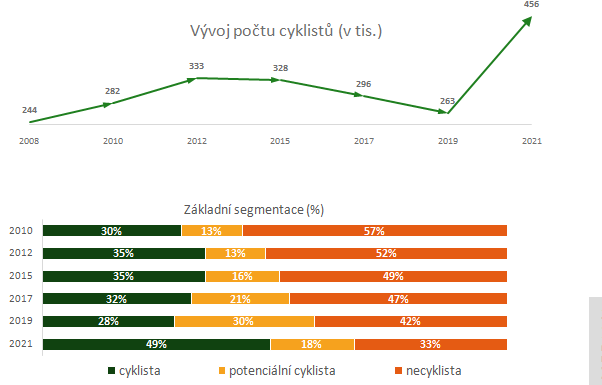 Vývoj počtu cyklistů (v tis.)
244
282
333
328
296
263
456
2008 2010 2012 2015 2017 2019 2021
Základní segmentace (%)
2010 30% 13% 57%
2012 35% 13% 52%
2015 35% 16% 49%
2017 32% 21% 47%
2019 28% 30% 42%
2021 49% 18% 33%
cyklista potenciální cyklista necyklista